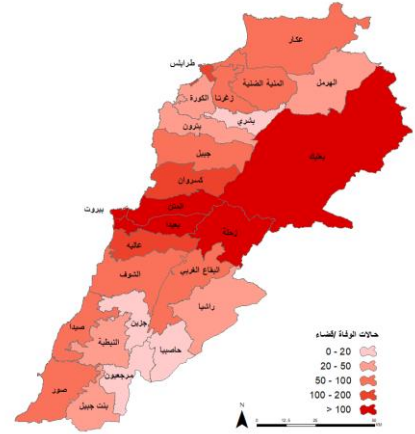 عكار
طرابلس
المنية الضنية
الهرمل
زغرتا
الكورة
بشري
بترون
بعلبك
جبيل
كسروان
المتن
بيروت
بعبدا
زحلة
عاليه
الشوف
البقاع الغربي
راشيا
جزين
صيدا
النبطية
حاصبيا
مرجعيون
صور
بنت جبيل
حالات الوفاة /قضاء
0 - 20
20 - 50
50 - 100
100 - 200
> 100
N